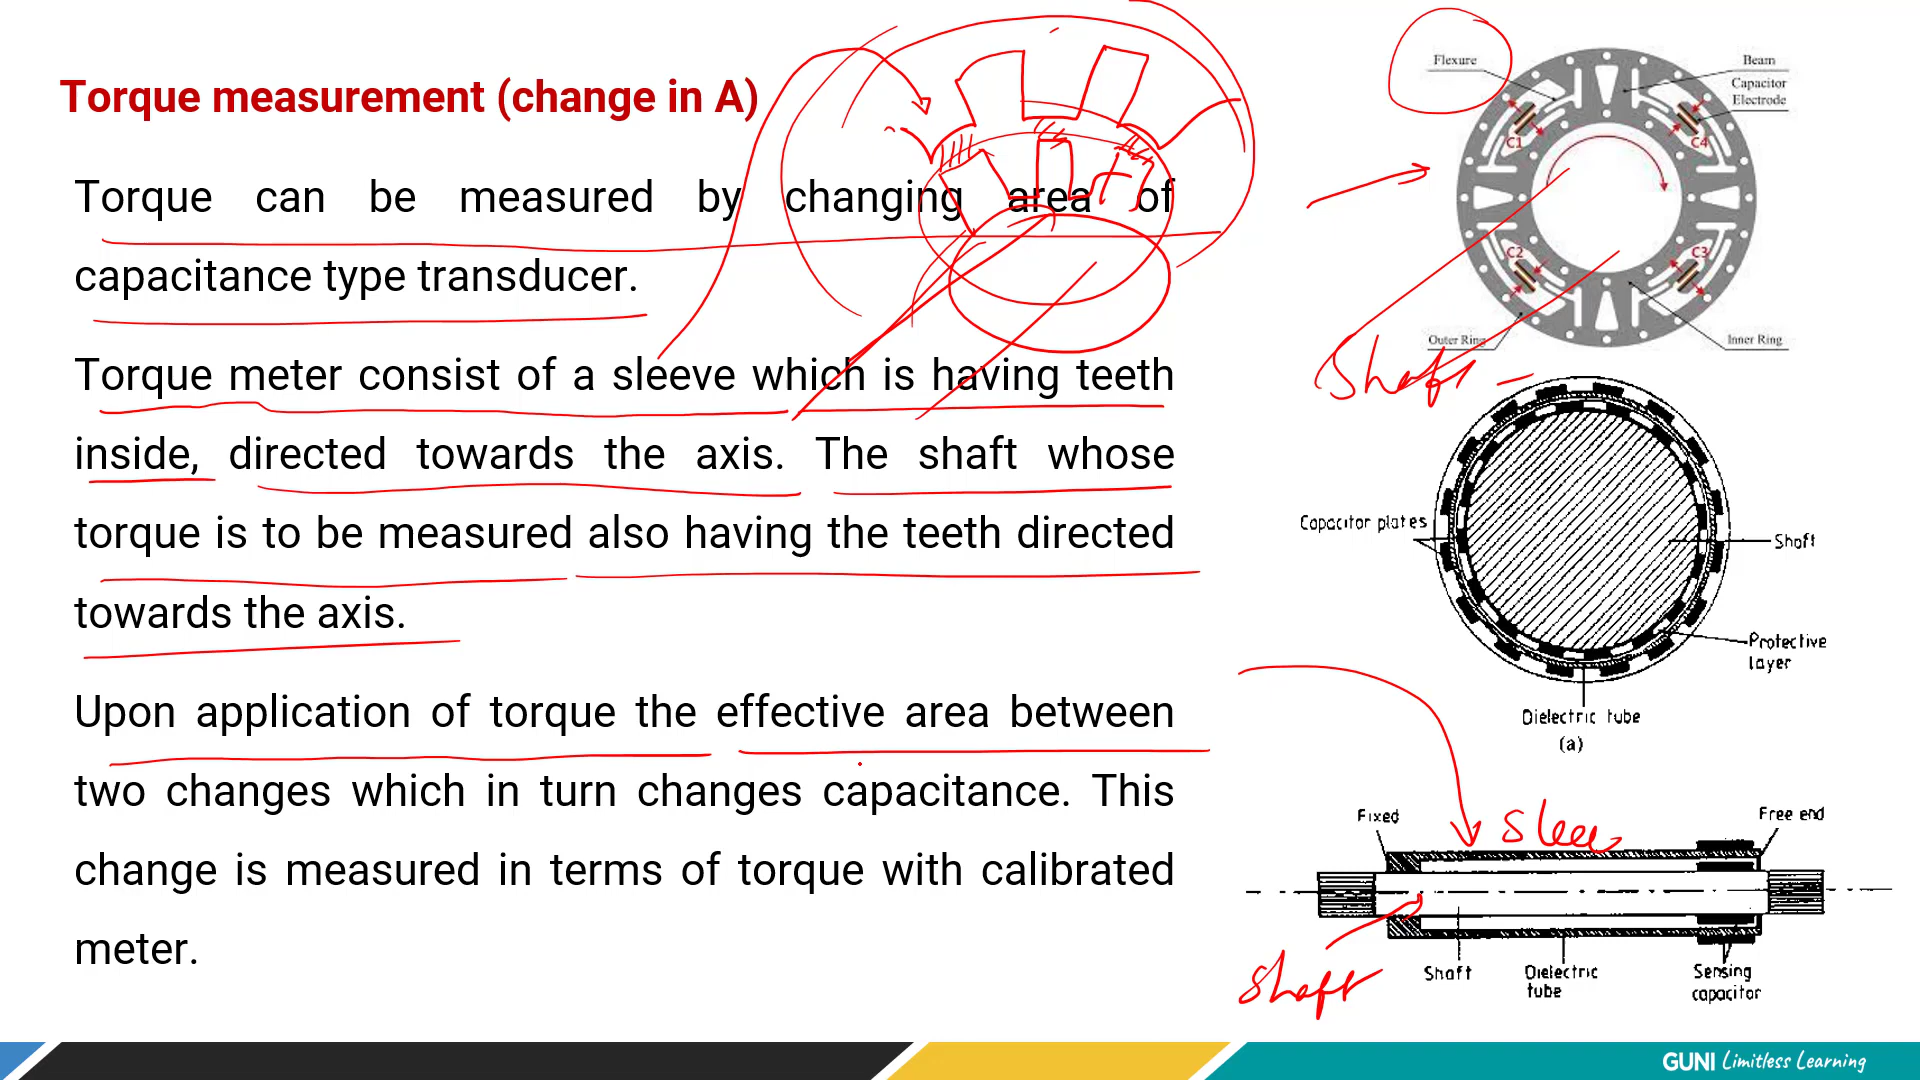 Torque measurement (change in A)
Torque can be measured by changing area of
capacitance type transducer.
Torque meter consist of a sleeve which is having teeth
inside, directed towards the axis. The shaft whose
torque is to be measured also having the teeth directed
towards the axis.
Upon application of torque the effective area between
two changes which in turn changes capacitance. This
change is measured in terms of torque with calibrated
meter.
Flexure
Beam
Capacitor
Electrode
C1
C4
C2
C3
Outer Ring
Inner Ring
Shaft
Capacitor plates
Shaft
Protective
layer
Dielectric tube
(a)
Fixed
Free end
Sleeve
Shaft
Shaft
Dielectric
tube
Sensing
capacitor
GUNI Limitless Learning